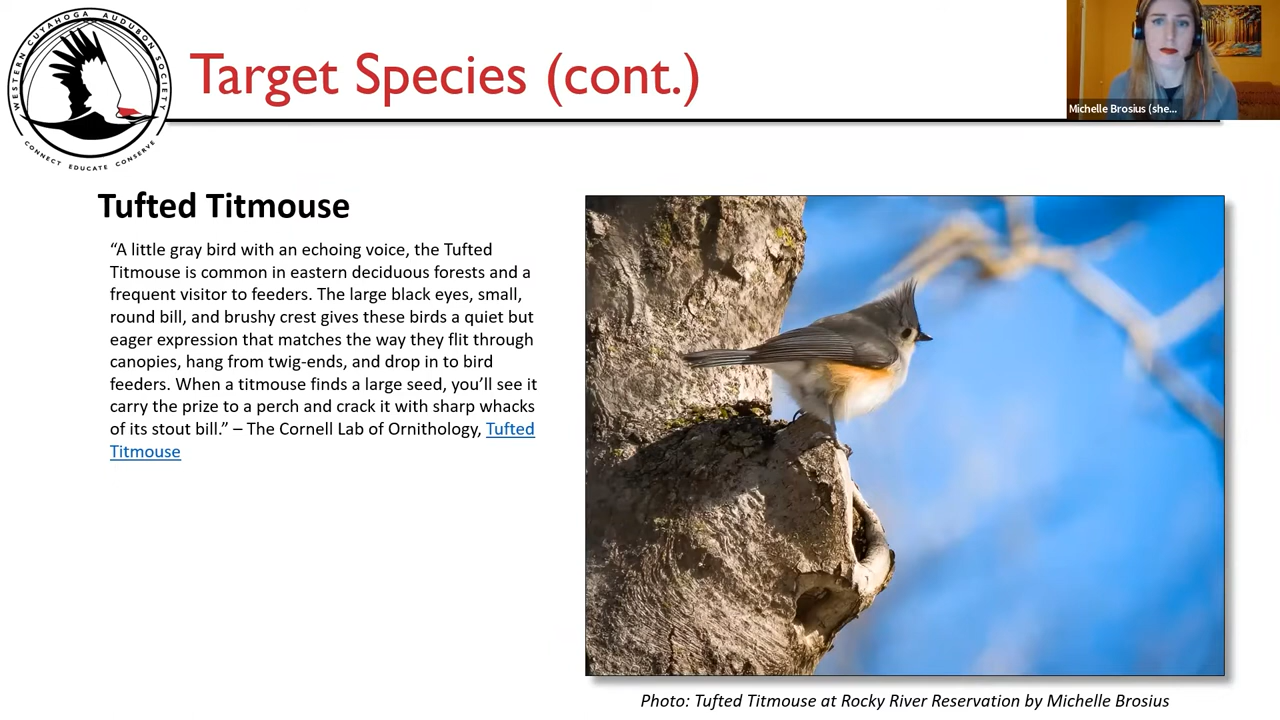 WESTERN CUYAHOGA AUDUBON SOCIETY
CONNECT EDUCATE CONSERVE
Target Species (cont.)
Michelle Brosius (she...
Tufted Titmouse
“A little gray bird with an echoing voice, the Tufted
Titmouse is common in eastern deciduous forests and a
frequent visitor to feeders. The large black eyes, small,
round bill, and brushy crest gives these birds a quiet but
eager expression that matches the way they flit through
canopies, hang from twig-ends, and drop in to bird
feeders. When a titmouse finds a large seed, you’ll see it
carry the prize to a perch and crack it with sharp whacks
of its stout bill.” – The Cornell Lab of Ornithology, Tufted
Titmouse
Photo: Tufted Titmouse at Rocky River Reservation by Michelle Brosius